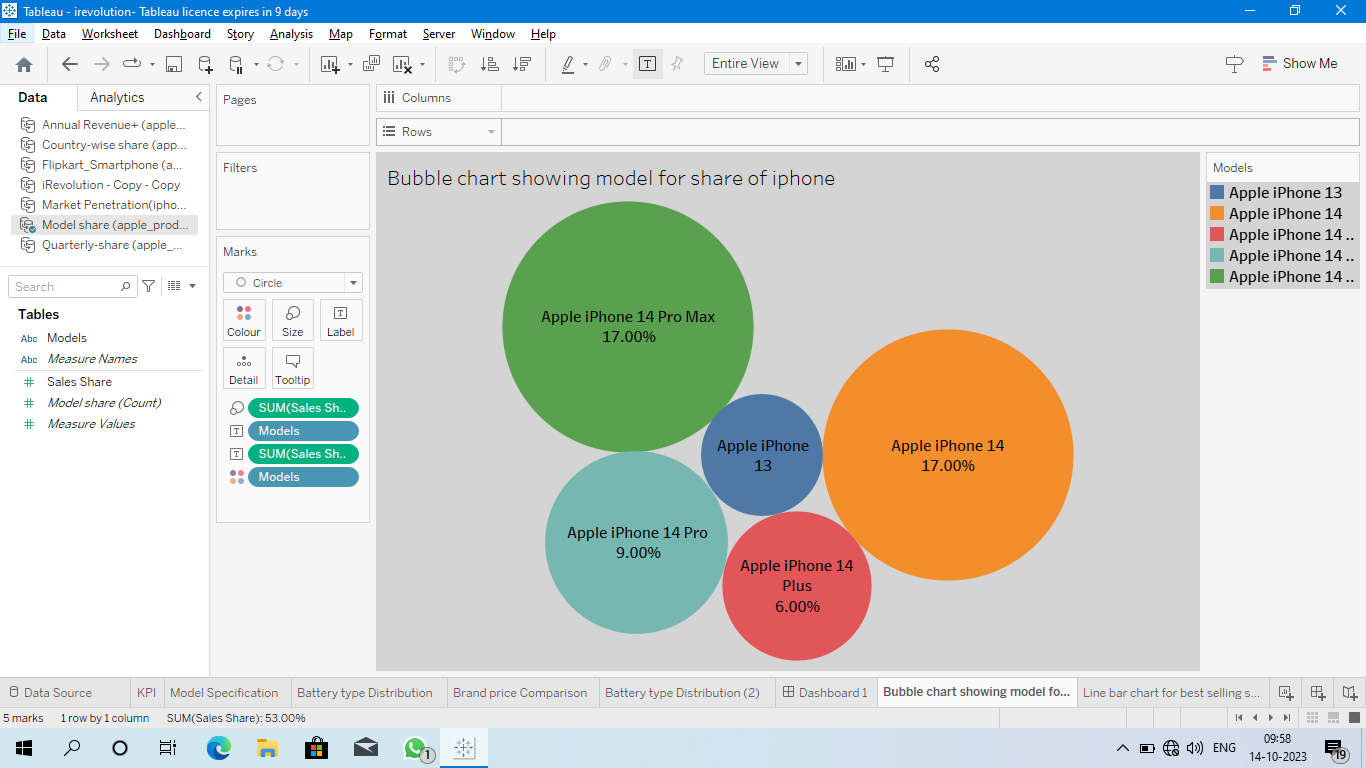 Tableau - irevolution- Tableau licence expires in 9 days
File Data Worksheet Dashboard Story Analysis Map Format Server Window Help
Entire View
Show Me
Data Analytics
Annual Revenue+ (apple...
Country-wise share (app...
Flipkart_Smartphone (a...
iRevolution - Copy - Copy
Market Penetration(ipho...
Model share (apple_prod...
Quarterly-share (apple_...
Search
Tables
Abc Models
Abc Measure Names
Sales Share
Model share (Count)
Measure Values
Pages
Filters
Marks
Circle
Colour Size Label
Detail Tooltip
SUM(Sales Sh..
Models
SUM(Sales Sh..
Models
Columns
Rows
Bubble chart showing model for share of iphone
Apple iPhone 14 Pro Max
17.00%
Apple iPhone
13
Apple iPhone 14
17.00%
Apple iPhone 14 Pro
9.00%
Apple iPhone 14
Plus
6.00%
Models
Apple iPhone 13
Apple iPhone 14
Apple iPhone 14 ..
Apple iPhone 14 ..
Apple iPhone 14 ..
Data Source KPI Model Specification Battery type Distribution Brand price Comparison Battery type Distribution (2) Dashboard 1 Bubble chart showing model fo... Line bar chart for best selling s...
5 marks 1 row by 1 column SUM(Sales Share): 53.00%
1
ENG
09:58
14-10-2023
19